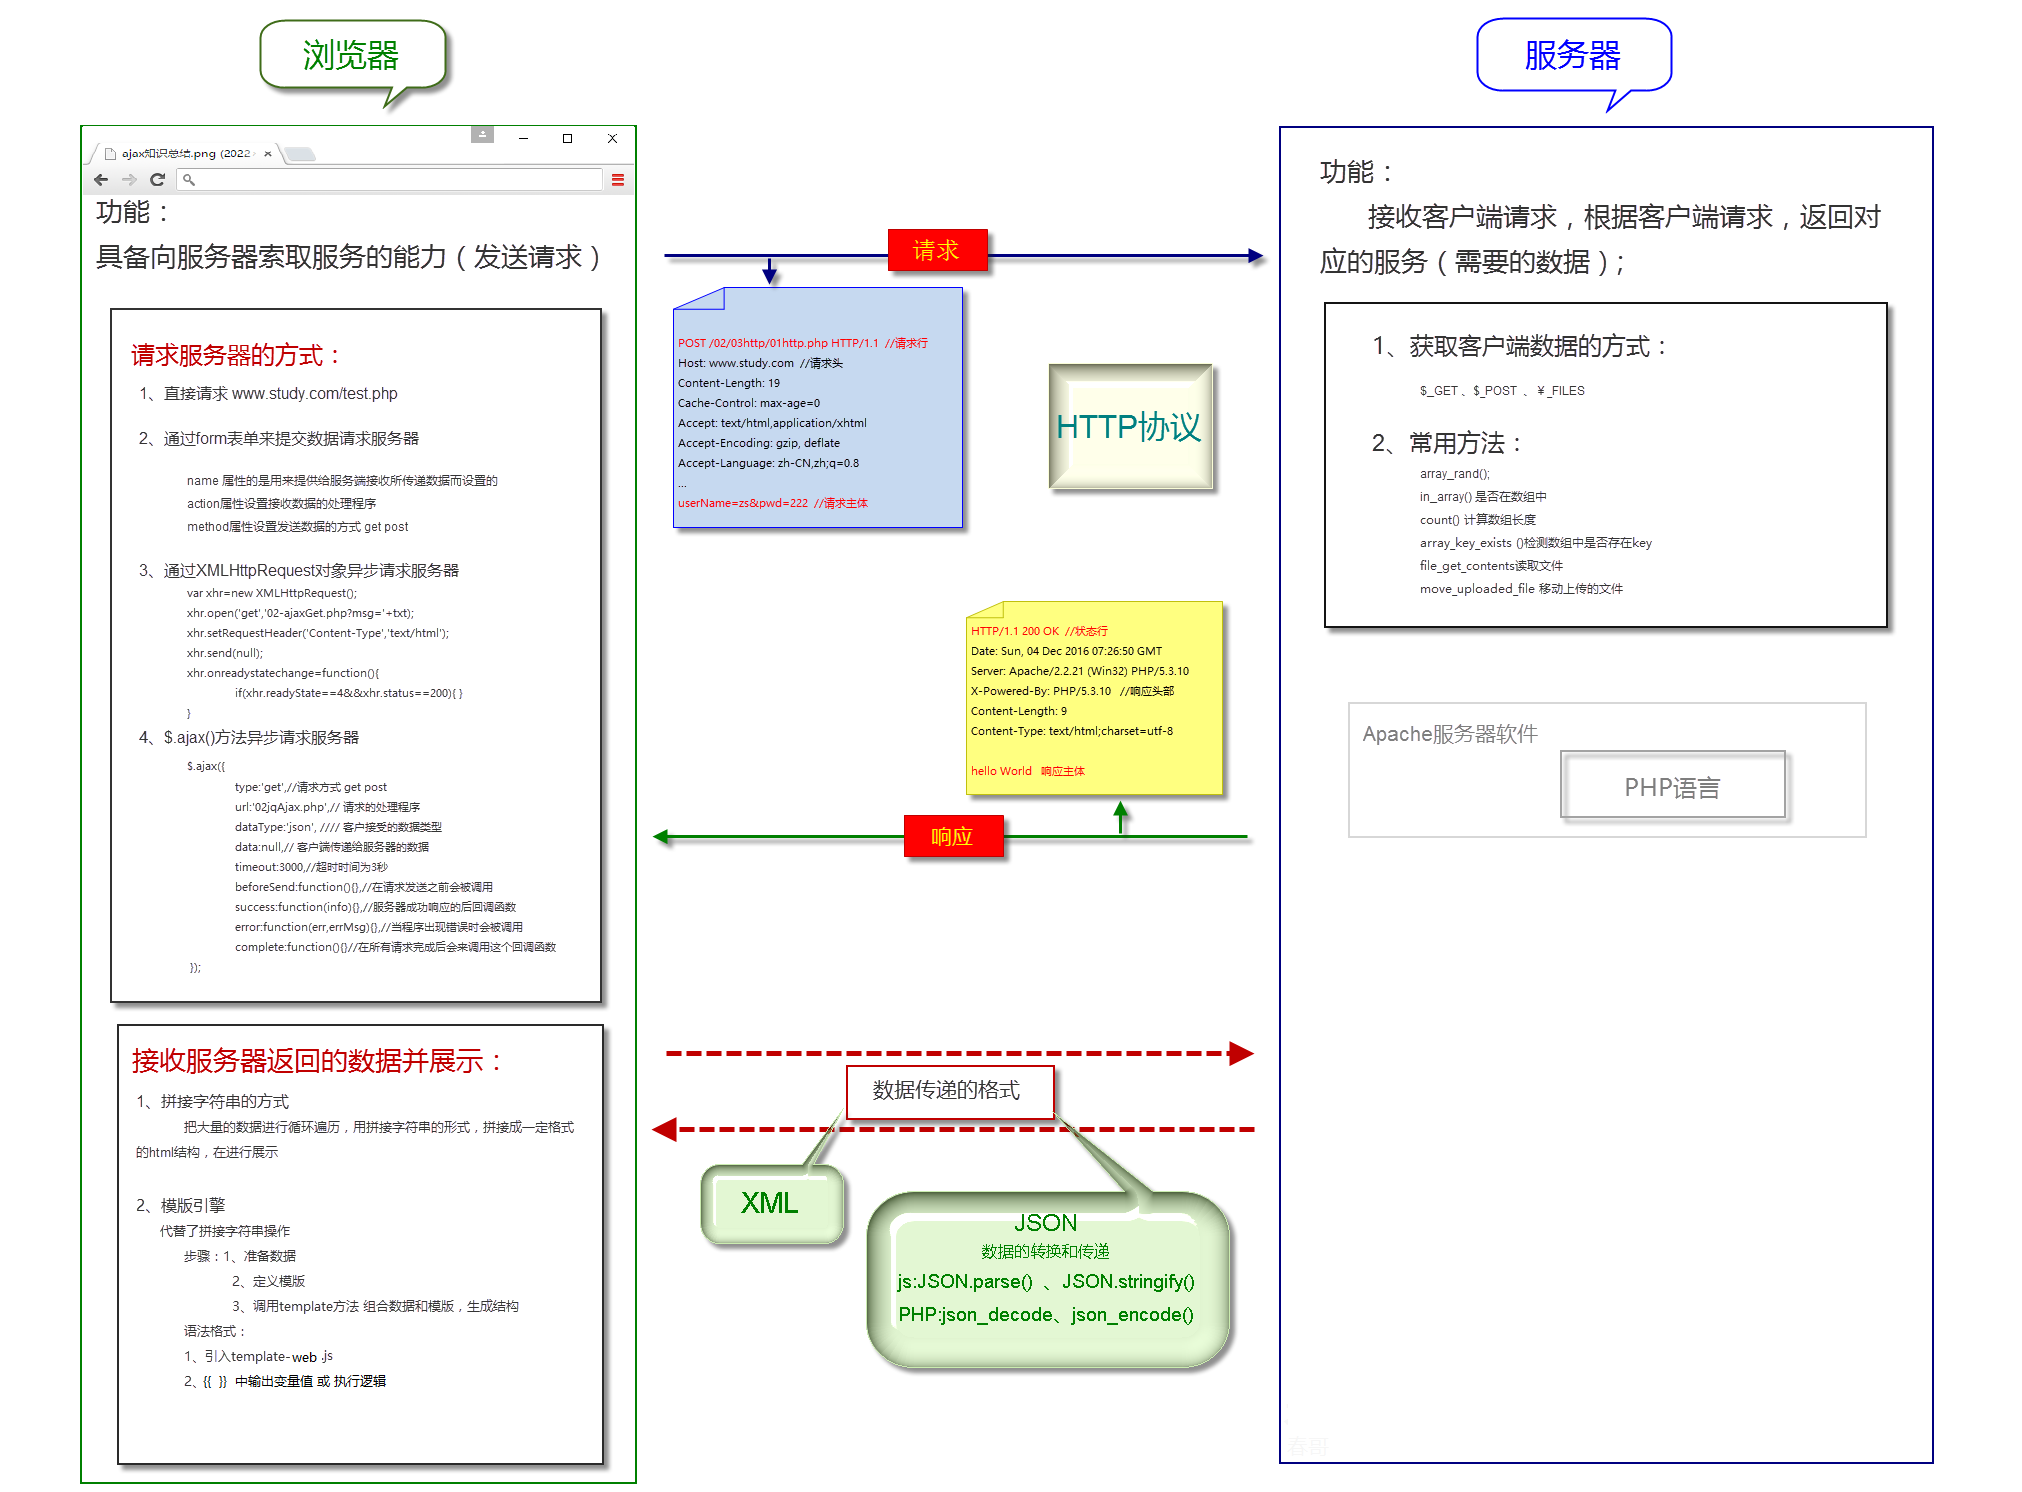 浏览器
ajax知识总结.png (2022
功能：
具备向服务器索取服务的能力（发送请求）
请求服务器的方式：
1、直接请求 www.study.com/test.php
2、通过form表单来提交数据请求服务器
name 属性的是用来提供给服务端接收所传递数据而设置的
action属性设置接收数据的处理程序
method属性设置发送数据的方式 get post
3、通过XMLHttpRequest对象异步请求服务器
var xhr=new XMLHttpRequest();
xhr.open('get','02-ajaxGet.php?msg='+txt);
xhr.setRequestHeader('Content-Type','text/html');
xhr.send(null);
xhr.onreadystatechange=function(){
if(xhr.readyState==4&&xhr.status==200){ }
}
4、$.ajax()方法异步请求服务器
$.ajax({
type:'get',//请求方式 get post
url:'02jqAjax.php',// 请求的处理程序
dataType:'json', //// 客户接受的数据类型
data:null,// 客户端传递给服务器的数据
timeout:3000,//超时时间为3秒
beforeSend:function(){},//在请求发送之前会被调用
success:function(info){},//服务器成功响应的后回调函数
error:function(err,errMsg){},//当程序出现错误时会被调用
complete:function(){}//在所有请求完成后会来调用这个回调函数
});
接收服务器返回的数据并展示：
1、拼接字符串的方式
把大量的数据进行循环遍历，用拼接字符串的形式，拼接成一定格式
的html结构，在进行展示
2、模版引擎
代替了拼接字符串操作
步骤：1、准备数据
2、定义模版
3、调用template方法 组合数据和模版，生成结构
语法格式：
1、引入template-web.js
2、{{ }} 中输出变量值 或 执行逻辑
请求
POST /02/03http/01http.php HTTP/1.1 //请求行
Host: www.study.com //请求头
Content-Length: 19
Cache-Control: max-age=0
Accept: text/html,application/xhtml
Accept-Encoding: gzip, deflate
Accept-Language: zh-CN,zh;q=0.8
...
userName=zs&pwd=222 //请求主体
HTTP协议
HTTP/1.1 200 OK //状态行
Date: Sun, 04 Dec 2016 07:26:50 GMT
Server: Apache/2.2.21 (Win32) PHP/5.3.10
X-Powered-By: PHP/5.3.10 //响应头部
Content-Length: 9
Content-Type: text/html;charset=utf-8
hello World 响应主体
响应
数据传递的格式
XML
JSON
数据的转换和传递
js:JSON.parse() 、JSON.stringify()
PHP:json_decode、json_encode()
服务器
功能：
接收客户端请求，根据客户端请求，返回对
应的服务（需要的数据）；
1、获取客户端数据的方式：
$_GET 、$_POST 、￥_FILES
2、常用方法：
array_rand();
in_array() 是否在数组中
count() 计算数组长度
array_key_exists ()检测数组中是否存在key
file_get_contents读取文件
move_uploaded_file 移动上传的文件
Apache服务器软件
PHP语言
春哥